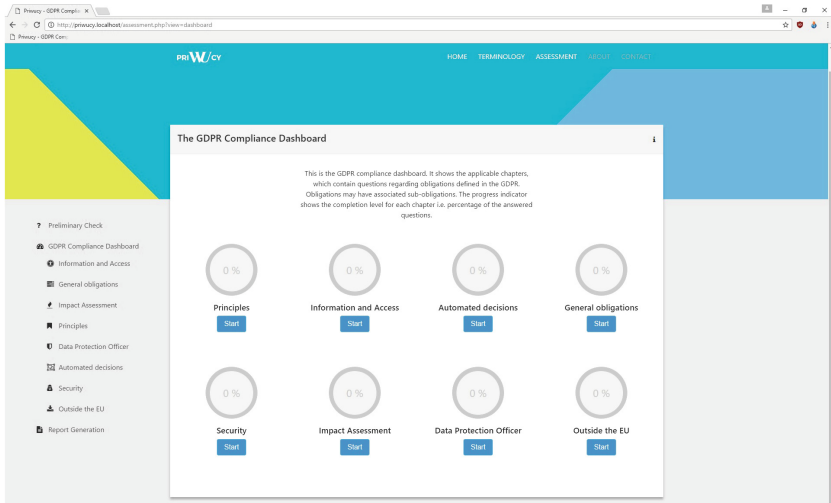 Priwucy - GDPR Complia
http://priwucy.localhost/assessment.php?view=dashboard
Priwucy - GDPR Com
PRIWUCY
HOME TERMINOLOGY ASSESSMENT ABOUT CONTACT
The GDPR Compliance Dashboard
This is the GDPR compliance dashboard. It shows the applicable chapters,
which contain questions regarding obligations defined in the GDPR.
Obligations may have associated sub-obligations. The progress indicator
shows the completion level for each chapter i.e. percentage of the answered
questions.
Preliminary Check
GDPR Compliance Dashboard
Information and Access
General obligations
Impact Assessment
Principles
Data Protection Officer
Automated decisions
Security
Outside the EU
Report Generation
0 % 0 % 0 % 0 %
Principles Information and Access Automated decisions General obligations
Start Start Start Start
0 % 0 % 0 % 0 %
Security Impact Assessment Data Protection Officer Outside the EU
Start Start Start Start